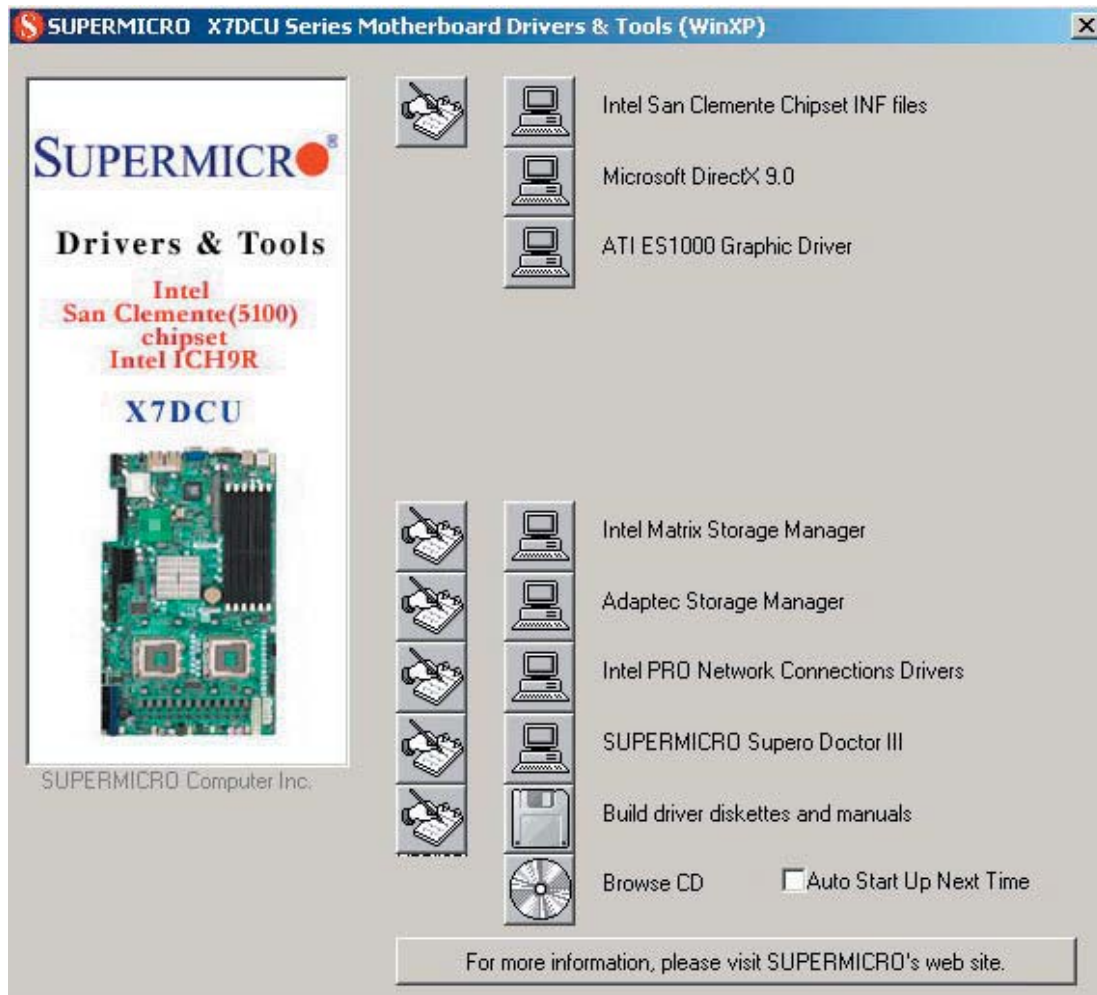 SUPERMICRO X7DCU Series Motherboard Drivers & Tools (WinXP)
SUPERMICRO®
Drivers & Tools
Intel
San Clemente(5100)
chipset
Intel ICH9R
X7DCU
SUPERMICRO Computer Inc.
Intel San Clemente Chipset INF files
Microsoft DirectX 9.0
ATI ES1000 Graphic Driver
Intel Matrix Storage Manager
Adaptec Storage Manager
Intel PRO Network Connections Drivers
SUPERMICRO Supero Doctor III
Build driver diskettes and manuals
Browse CD
Auto Start Up Next Time
For more information, please visit SUPERMICRO's web site.